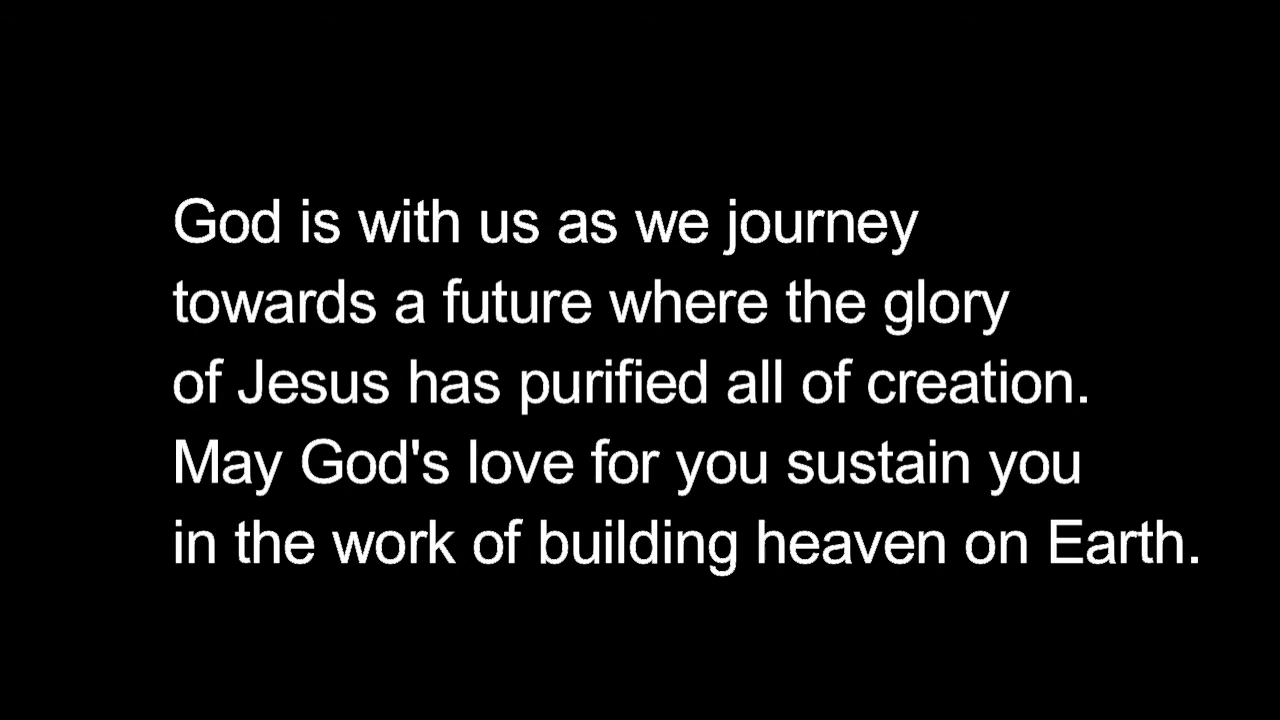 God is with us as we journey
towards a future where the glory
of Jesus has purified all of creation.
May God's love for you sustain you
in the work of building heaven on Earth.